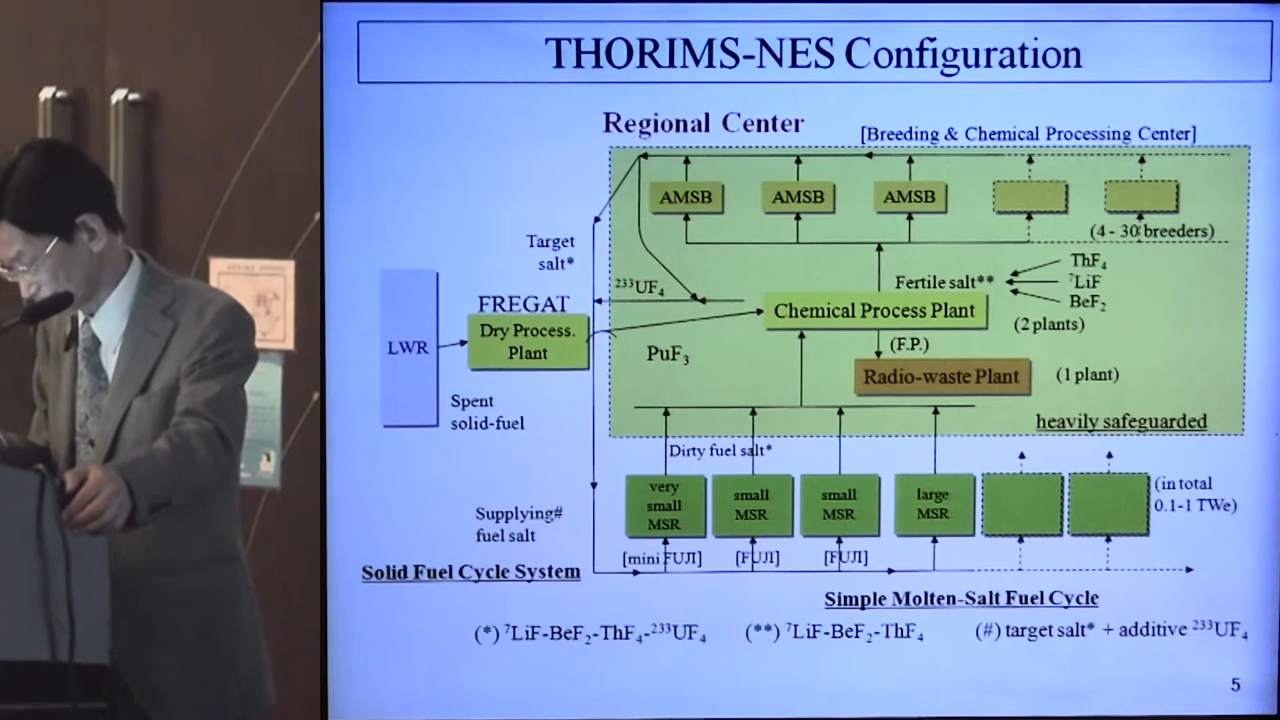 THORIMS-NES Configuration
Regional Center
[Breeding & Chemical Processing Center]
AMSB
AMSB
AMSB
(4 - 30 breeders)
Target
salt*
ThF₄
Fertile salt**
⁷LiF
²³³UF₄
BeF₂
FREGAT
Chemical Process Plant
(2 plants)
Dry Process.
Plant
LWR
(F.P.)
PuF₃
Radio-waste Plant
(1 plant)
Spent
solid-fuel
heavily safeguarded
Dirty fuel salt*
very
small
MSR
small
MSR
small
MSR
large
MSR
(in total
0.1-1 TWe)
Supplying#
fuel salt
[mini FUJI]
[FUJI]
[FUJI]
Solid Fuel Cycle System
Simple Molten-Salt Fuel Cycle
(*) ⁷LiF-BeF₂-ThF₄-²³³UF₄
(**) ⁷LiF-BeF₂-ThF₄
(#) target salt* + additive ²³³UF₄
5